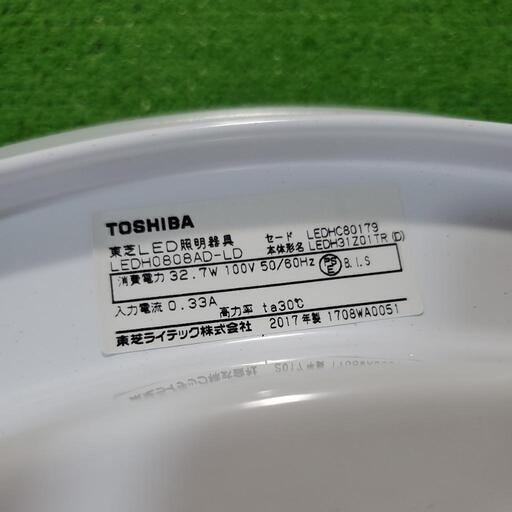 TOSHIBA
東芝LED照明器具 セード LEDHC80179
LEDH0808AD-LD 本体形名 LEDH31Z01TR(D)
消費電力 32.7W 100V 50/60Hz PSE B.I.S
入力電流 0.33A 高力率 ta30℃
東芝ライテック株式会社 2017年製 1708WA0051